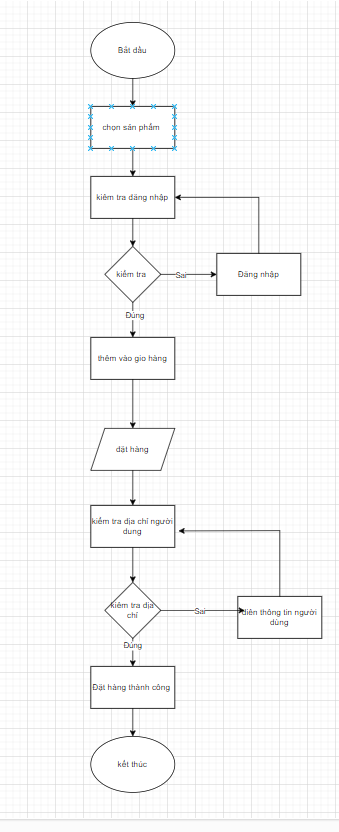 Bắt đầu
chọn sản phẩm
kiểm tra đăng nhập
kiểm tra
Sai
Đăng nhập
Đúng
thêm vào gio hàng
đặt hàng
kiểm tra địa chỉ người
dung
kiểm tra địa
chỉ
Sai
điền thông tin người
dùng
Đúng
Đặt hàng thành công
kết thúc